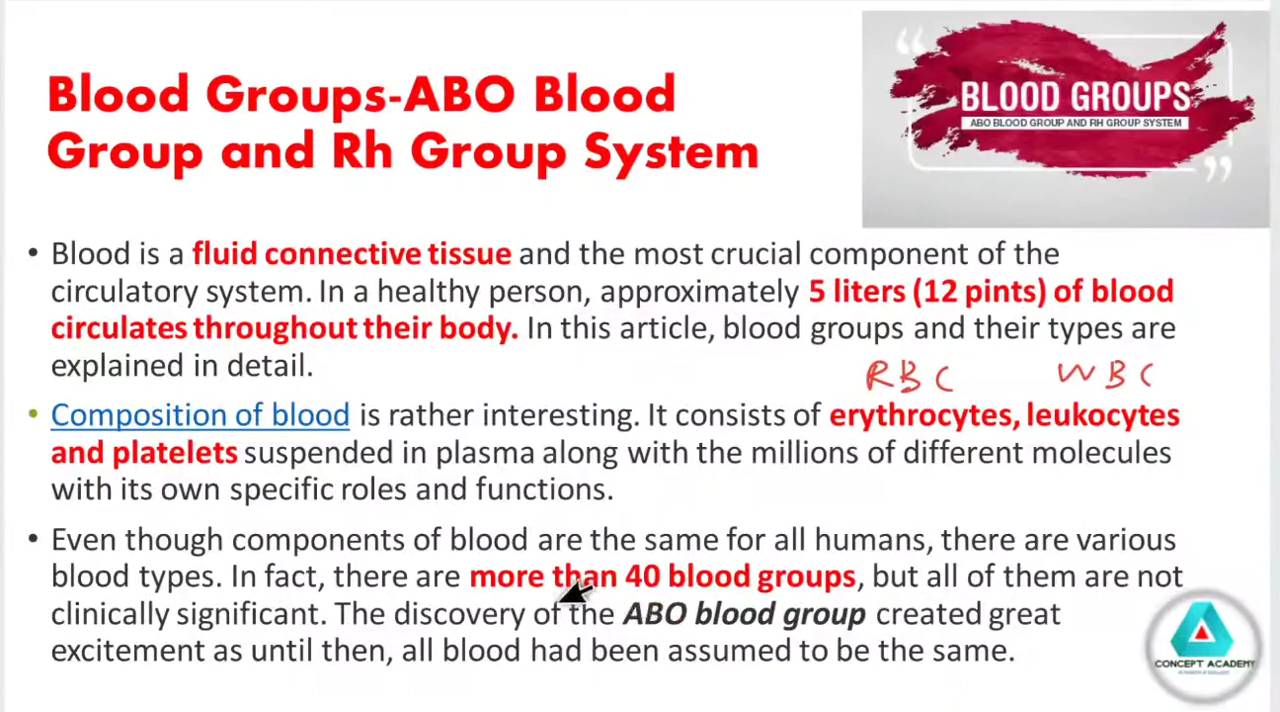 Blood Groups-ABO Blood
Group and Rh Group System
“
BLOOD GROUPS
ABO BLOOD GROUP AND RH GROUP SYSTEM
”
• Blood is a fluid connective tissue and the most crucial component of the
circulatory system. In a healthy person, approximately 5 liters (12 pints) of blood
circulates throughout their body. In this article, blood groups and their types are
explained in detail.
RBC WBC
• Composition of blood is rather interesting. It consists of erythrocytes, leukocytes
and platelets suspended in plasma along with the millions of different molecules
with its own specific roles and functions.
• Even though components of blood are the same for all humans, there are various
blood types. In fact, there are more than 40 blood groups, but all of them are not
clinically significant. The discovery of the ABO blood group created great
excitement as until then, all blood had been assumed to be the same.
CONCEPT ACADEMY